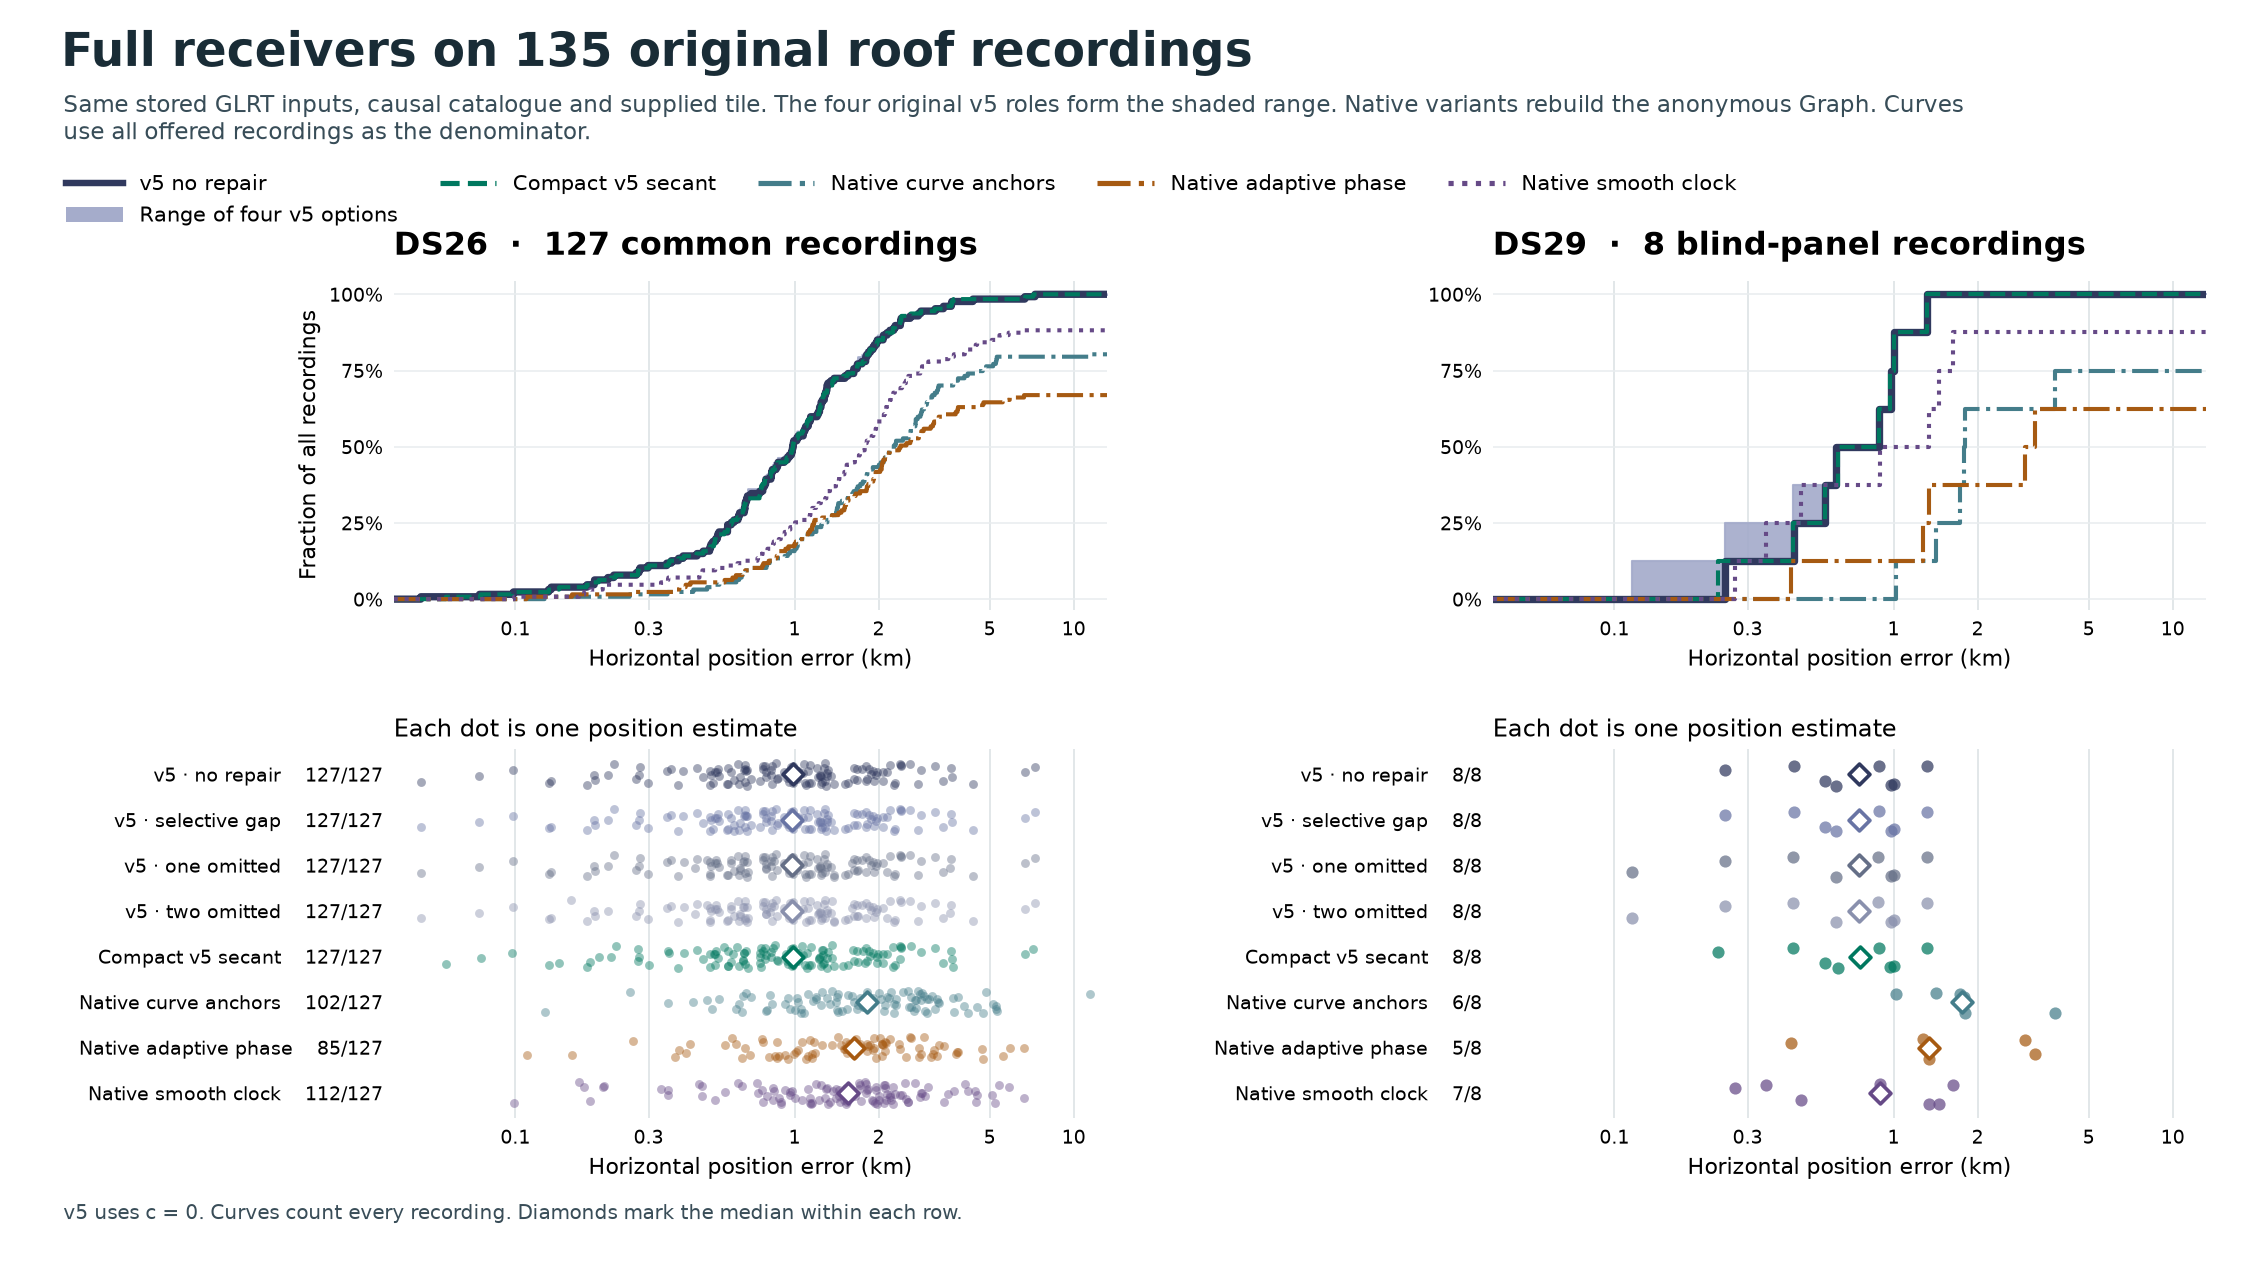 Full receivers on 135 original roof recordings
Same stored GLRT inputs, causal catalogue and supplied tile. The four original v5 roles form the shaded range. Native variants rebuild the anonymous Graph. Curves
use all offered recordings as the denominator.
v5 no repair
Compact v5 secant
Native curve anchors
Native adaptive phase
Native smooth clock
Range of four v5 options
DS26 · 127 common recordings
100%
75%
50%
25%
0%
Fraction of all recordings
0.1 0.3 1 2 5 10
Horizontal position error (km)
DS29 · 8 blind-panel recordings
100%
75%
50%
25%
0%
0.1 0.3 1 2 5 10
Horizontal position error (km)
Each dot is one position estimate
v5 · no repair 127/127
v5 · selective gap 127/127
v5 · one omitted 127/127
v5 · two omitted 127/127
Compact v5 secant 127/127
Native curve anchors 102/127
Native adaptive phase 85/127
Native smooth clock 112/127
0.1 0.3 1 2 5 10
Horizontal position error (km)
Each dot is one position estimate
v5 · no repair 8/8
v5 · selective gap 8/8
v5 · one omitted 8/8
v5 · two omitted 8/8
Compact v5 secant 8/8
Native curve anchors 6/8
Native adaptive phase 5/8
Native smooth clock 7/8
0.1 0.3 1 2 5 10
Horizontal position error (km)
v5 uses c = 0. Curves count every recording. Diamonds mark the median within each row.